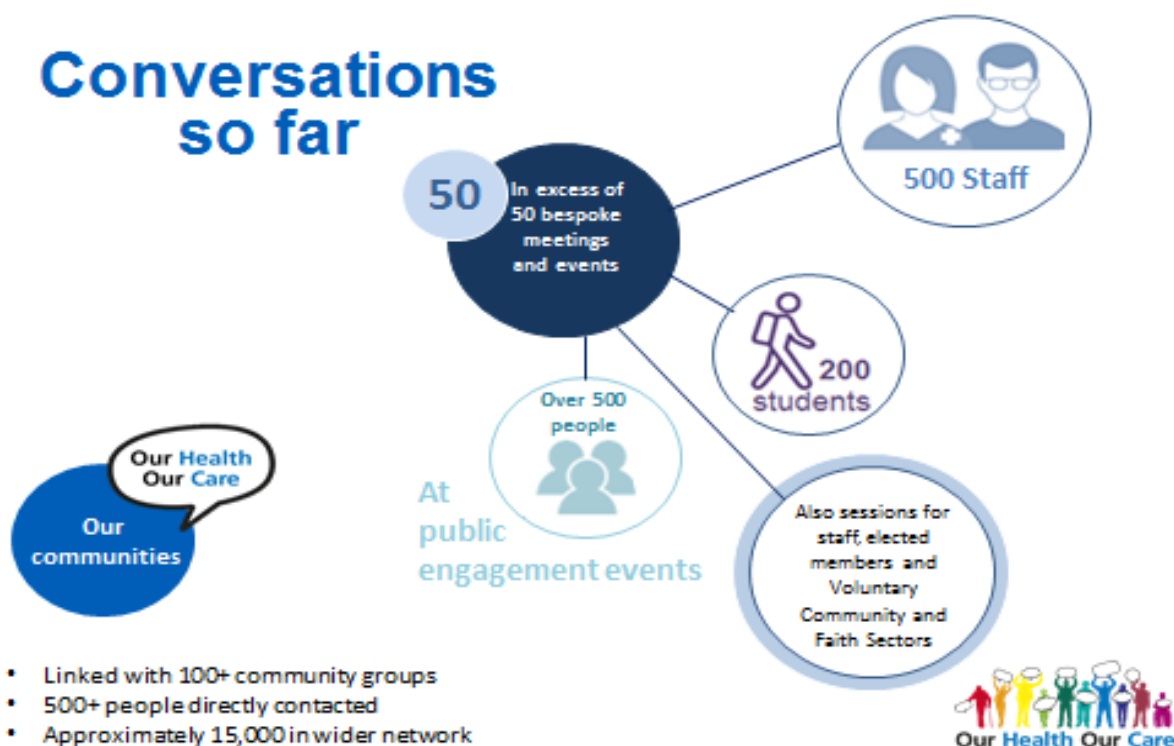 Conversations
so far
50
In excess of
50 bespoke
meetings
and events
500 Staff
200
students
Over 500
people
At
public
engagement events
Our Health
Our Care
Our
communities
Also sessions for
staff, elected
members and
Voluntary
Community and
Faith Sectors
• Linked with 100+ community groups
• 500+ people directly contacted
• Approximately 15,000 in wider network
Our Health Our Care